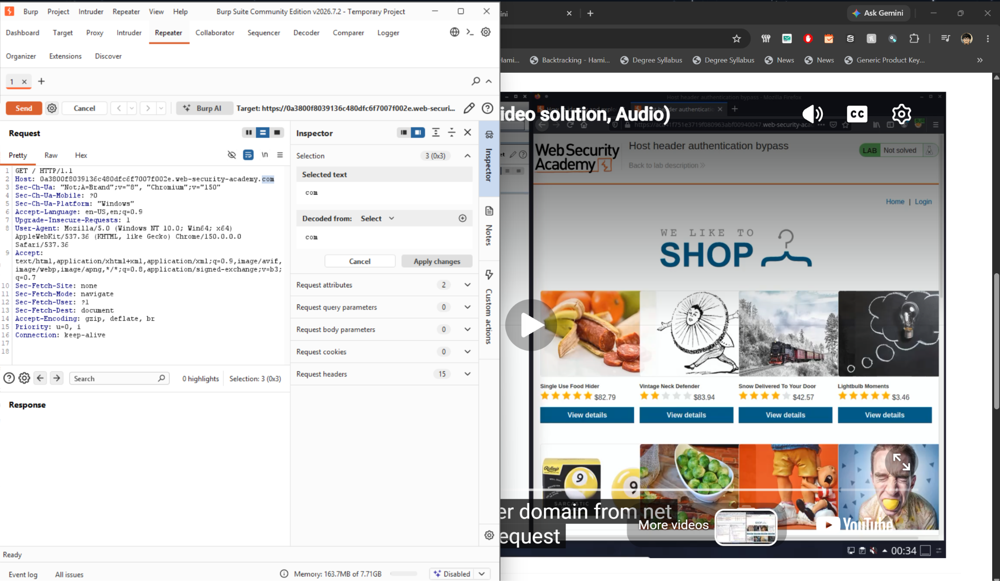 Burp Project Intruder Repeater View Help
Burp Suite Community Edition v2026.7.2 - Temporary Project
Dashboard Target Proxy Intruder Repeater Collaborator Sequencer Decoder Comparer Logger
Organizer Extensions Discover
1
Send Cancel Burp AI Target: https://0a3800f8039136c480dfc6f7007f002e.web-securi...
Request
Pretty Raw Hex \n
1 GET / HTTP/1.1
2 Host: 0a3800f8039136c480dfc6f7007f002e.web-security-academy.com
3 Sec-Ch-Ua: "Not;A=Brand";v="8", "Chromium";v="150"
4 Sec-Ch-Ua-Mobile: ?0
5 Sec-Ch-Ua-Platform: "Windows"
6 Accept-Language: en-US,en;q=0.9
7 Upgrade-Insecure-Requests: 1
8 User-Agent: Mozilla/5.0 (Windows NT 10.0; Win64; x64)
AppleWebKit/537.36 (KHTML, like Gecko) Chrome/150.0.0.0
Safari/537.36
9 Accept:
text/html,application/xhtml+xml,application/xml;q=0.9,image/avif,
image/webp,image/apng,*/*;q=0.8,application/signed-exchange;v=b3;
q=0.7
10 Sec-Fetch-Site: none
11 Sec-Fetch-Mode: navigate
12 Sec-Fetch-User: ?1
13 Sec-Fetch-Dest: document
14 Accept-Encoding: gzip, deflate, br
15 Priority: u=0, i
16 Connection: keep-alive
17
18
Search 0 highlights Selection: 3 (0x3)
Response
Inspector
Selection 3 (0x3)
Selected text
com
Decoded from: Select
com
Cancel Apply changes
Request attributes 2
Request query parameters 0
Request body parameters 0
Request cookies 0
Request headers 15
Inspector
Notes
Custom actions
Ready
Event log All issues
Memory: 163.7MB of 7.71GB Disabled
ini
Ask Gemini
Hami... Backtracking - Hami... Degree Syllabus Degree Syllabus News News Generic Product Key...
Host header authentication bypass - Mozilla Firefox
ideo solution, Audio)
CC
web-security-aca
Web Security
Academy
Host header authentication bypass
Back to lab description
LAB Not solved
Home | Login
WE LIKE TO
SHOP
Single Use Food Hider
$82.79
View details
Vintage Neck Defender
$83.94
View details
Snow Delivered To Your Door
$42.57
View details
Lightbulb Moments
$3.46
View details
Ridley's
9
9
SARCASTIC
er domain from net
equest
More videos
YouTube
00:34